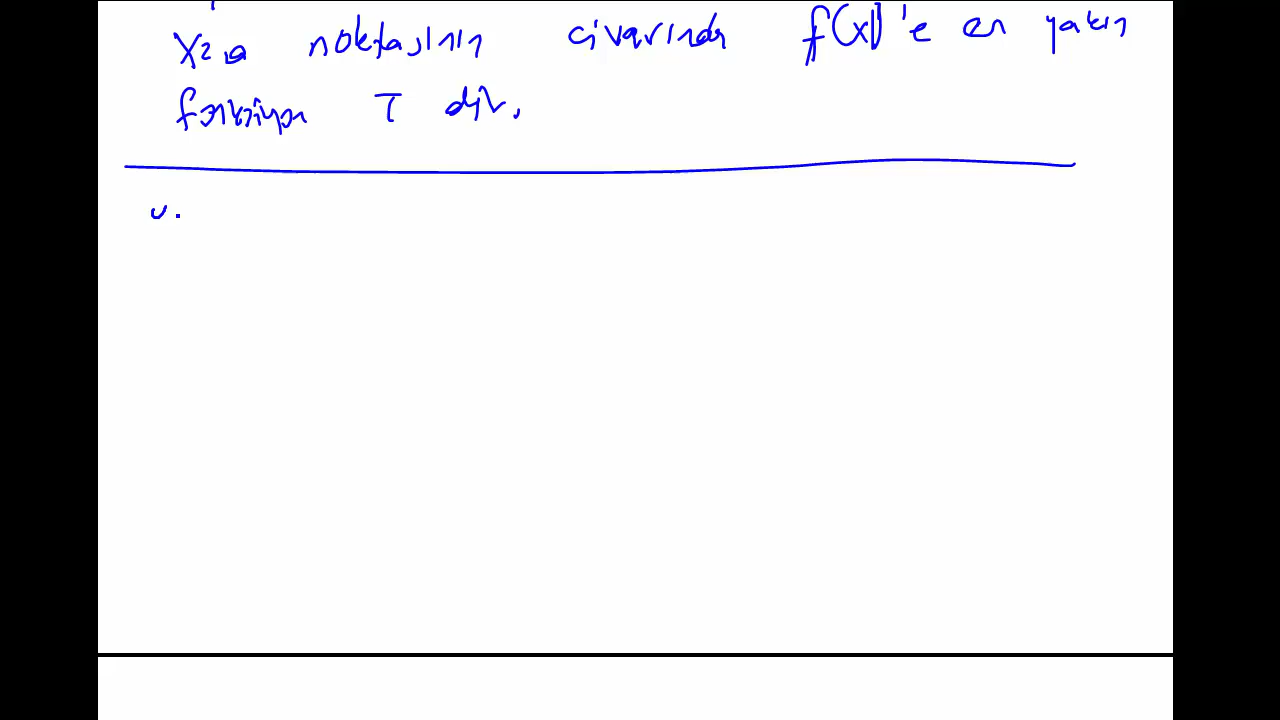 x=a noktasının civarında f(x)'e en yakın
fonksiyon T dir.
u.